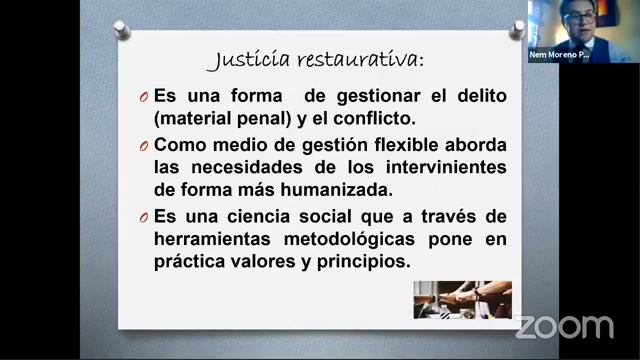 Nem Moreno P...
Justicia restaurativa:
Es una forma de gestionar el delito
(material penal) y el conflicto.
Como medio de gestión flexible aborda
las necesidades de los intervinientes
de forma más humanizada.
Es una ciencia social que a través de
herramientas metodológicas pone en
práctica valores y principios.
zoom